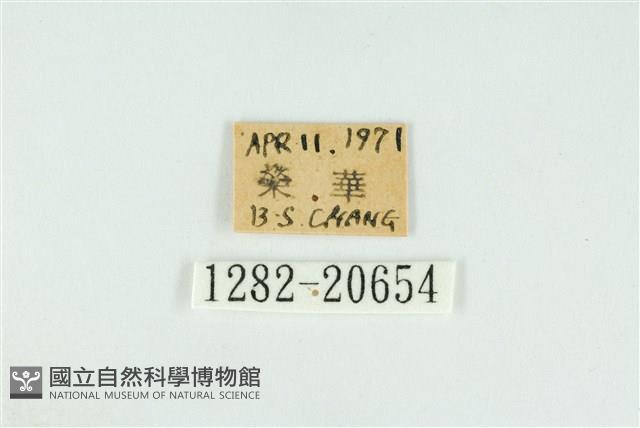 APR 11. 1971
榮 華
B-S. CHANG
1282-20654
國立自然科學博物館
NATIONAL MUSEUM OF NATURAL SCIENCE